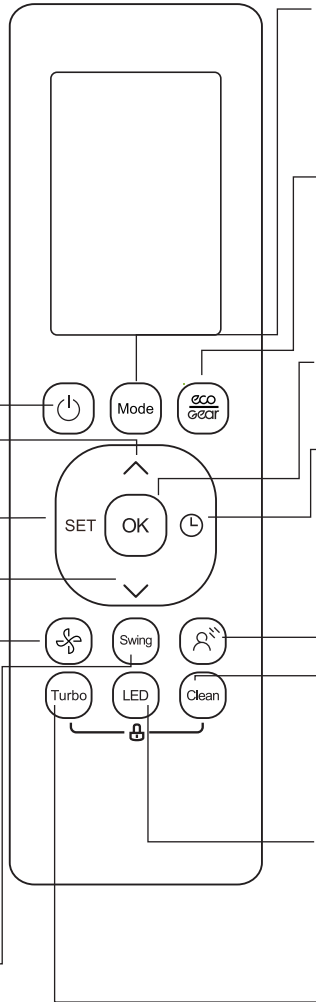 Mode
eco
GEar
SET
OK
Swing
Turbo
LED
Clean